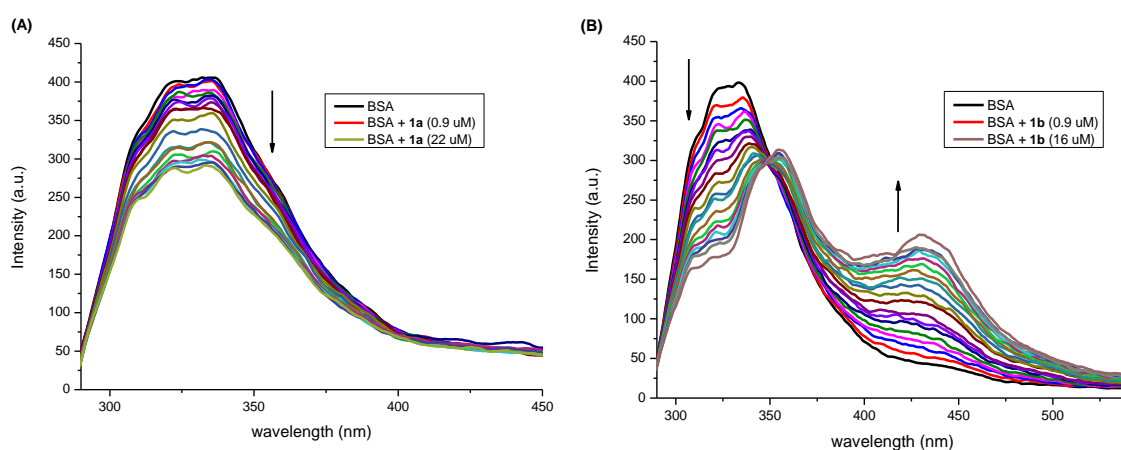 (A)
450
400
350
300
250
200
150
100
50
0
Intensity (a.u.)
300
350
400
450
wavelength (nm)
BSA
BSA + 1a (0.9 uM)
BSA + 1a (22 uM)
(B)
450
400
350
300
250
200
150
100
50
0
Intensity (a.u.)
300
350
400
450
500
wavelength (nm)
BSA
BSA + 1b (0.9 uM)
BSA + 1b (16 uM)